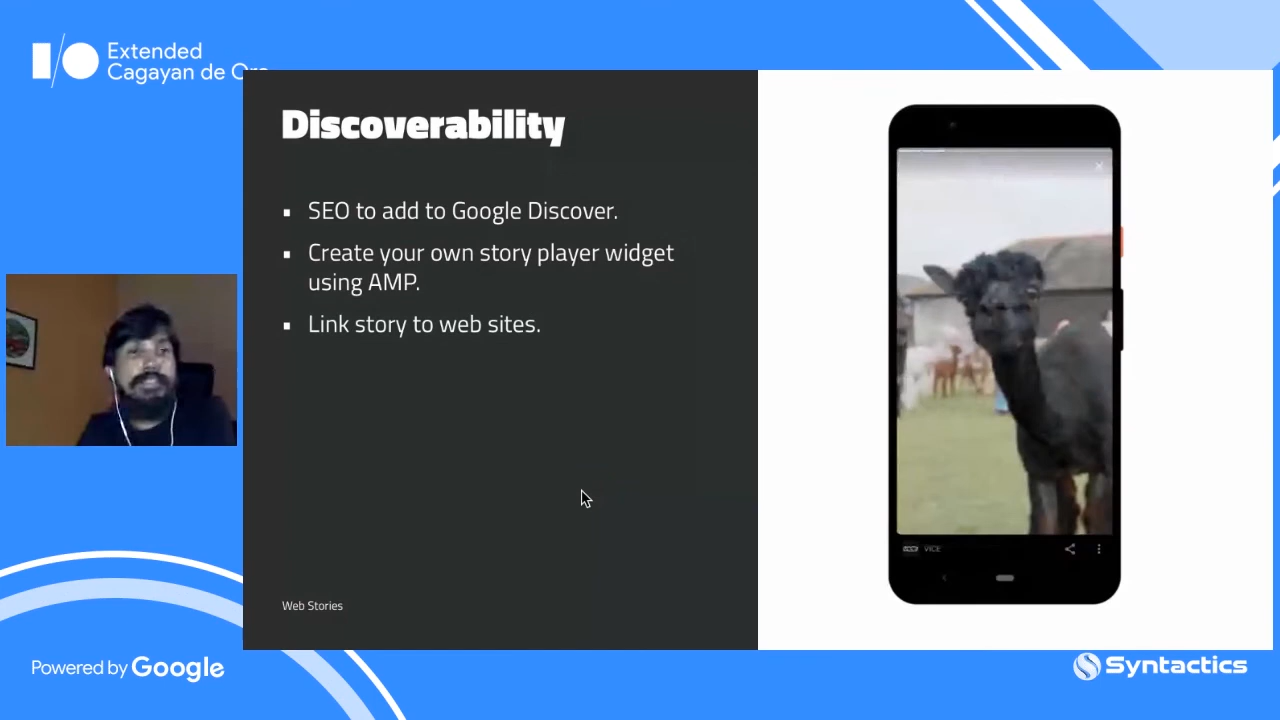 I/O Extended
Cagayan de Oro
Discoverability
▪ SEO to add to Google Discover.
▪ Create your own story player widget
using AMP.
▪ Link story to web sites.
VICE
Web Stories
Powered by Google
Syntactics